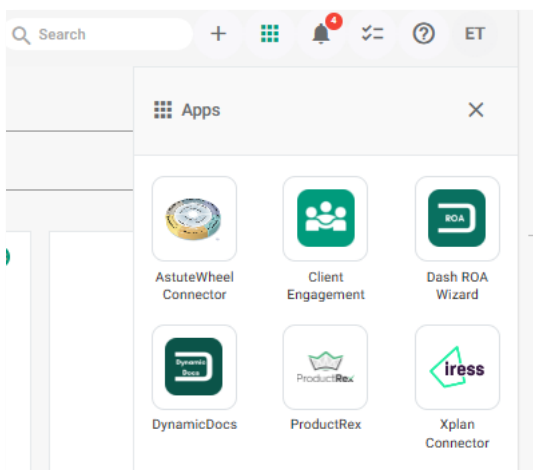 Search
4
ET
Apps
ROA
AstuteWheel
Connector
Client
Engagement
Dash ROA
Wizard
Dynamic
Docs
ProductRex
iress
DynamicDocs
ProductRex
Xplan
Connector